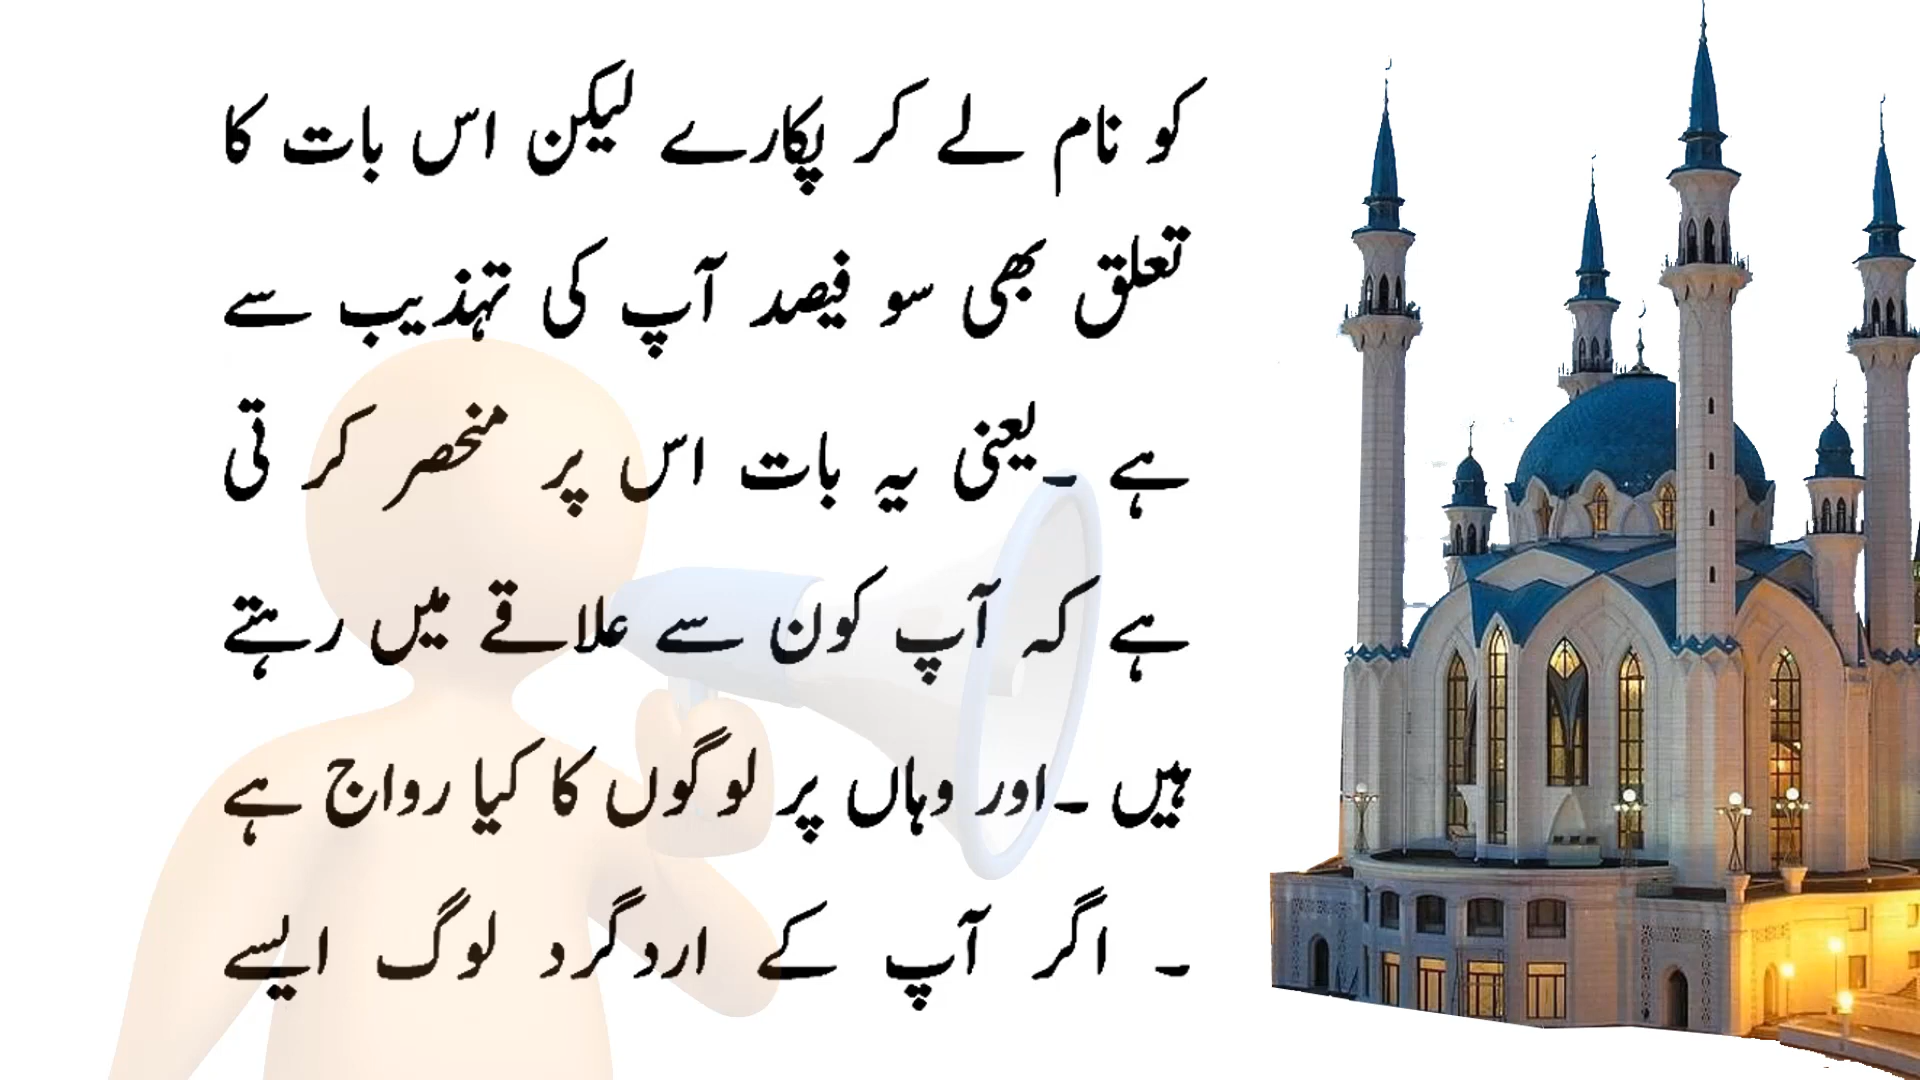 کو نام لے کر پکارے لیکن اس بات کا
تعلق بھی سو فیصد آپ کی تہذیب سے
ہے ۔یعنی یہ بات اس پر منحصر کر تی
ہے کہ آپ کون سے علاقے میں رہتے
ہیں ۔اور وہاں پر لوگوں کا کیا رواج ہے
۔ اگر آپ کے اردگرد لوگ ایسے